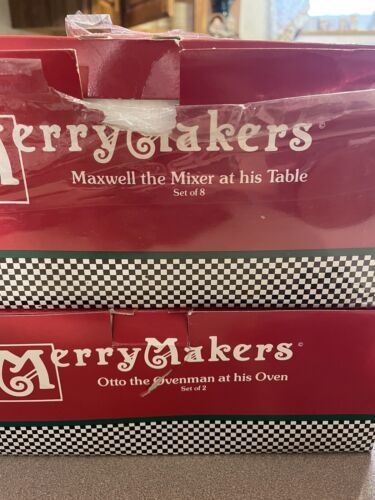 MerryMakers©
Maxwell the Mixer at his Table
Set of 8
MerryMakers©
Otto the Ovenman at his Oven
Set of 2